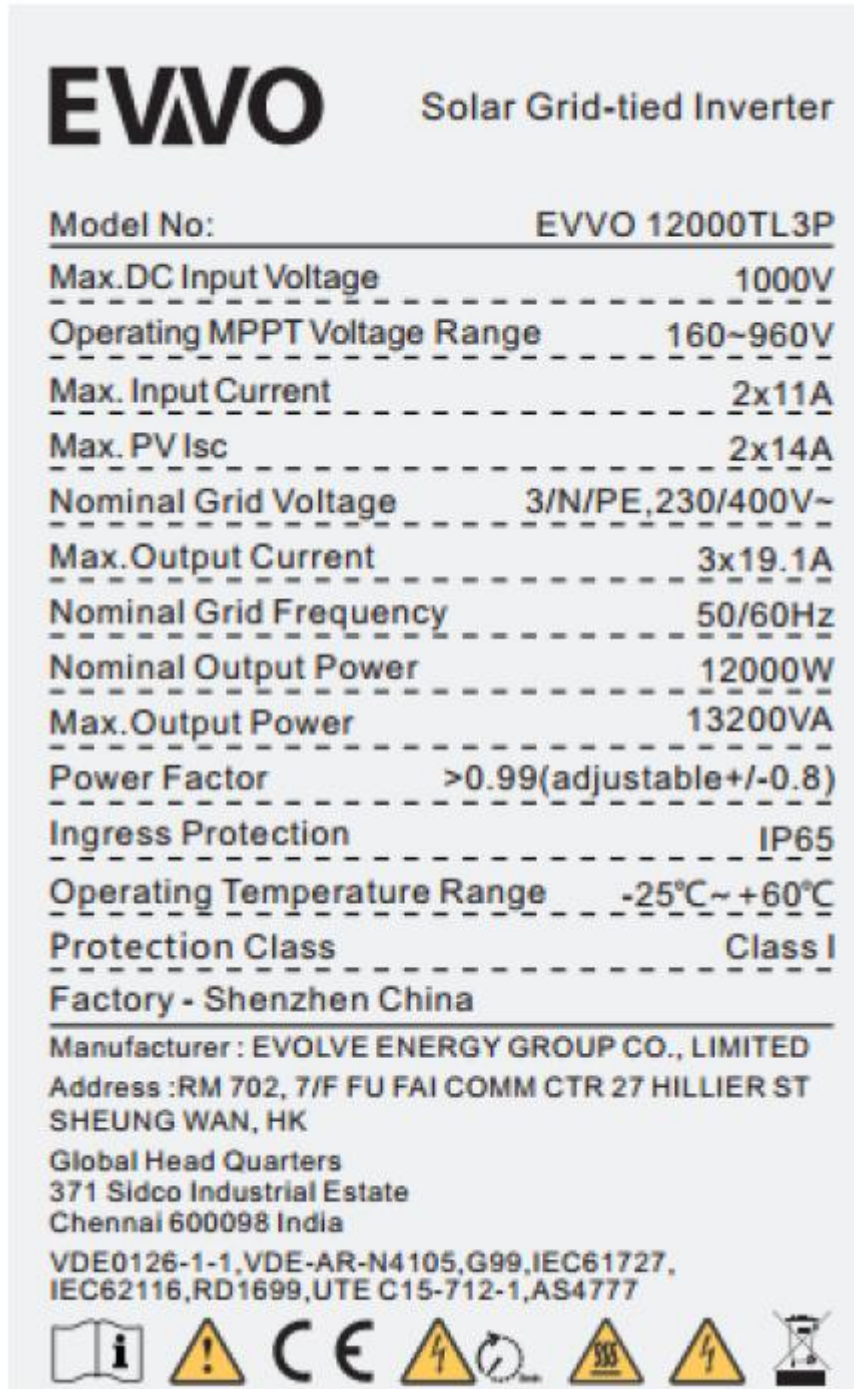 EVVO Solar Grid-tied Inverter
Model No: EVVO 12000TL3P
Max.DC Input Voltage 1000V
Operating MPPT Voltage Range 160~960V
Max. Input Current 2x11A
Max. PV Isc 2x14A
Nominal Grid Voltage 3/N/PE,230/400V~
Max.Output Current 3x19.1A
Nominal Grid Frequency 50/60Hz
Nominal Output Power 12000W
Max.Output Power 13200VA
Power Factor >0.99(adjustable+/-0.8)
Ingress Protection IP65
Operating Temperature Range -25℃~+60℃
Protection Class Class I
Factory - Shenzhen China
Manufacturer : EVOLVE ENERGY GROUP CO., LIMITED
Address :RM 702, 7/F FU FAI COMM CTR 27 HILLIER ST
SHEUNG WAN, HK
Global Head Quarters
371 Sidco Industrial Estate
Chennai 600098 India
VDE0126-1-1,VDE-AR-N4105,G99,IEC61727,
IEC62116,RD1699,UTE C15-712-1,AS4777
i ! CE